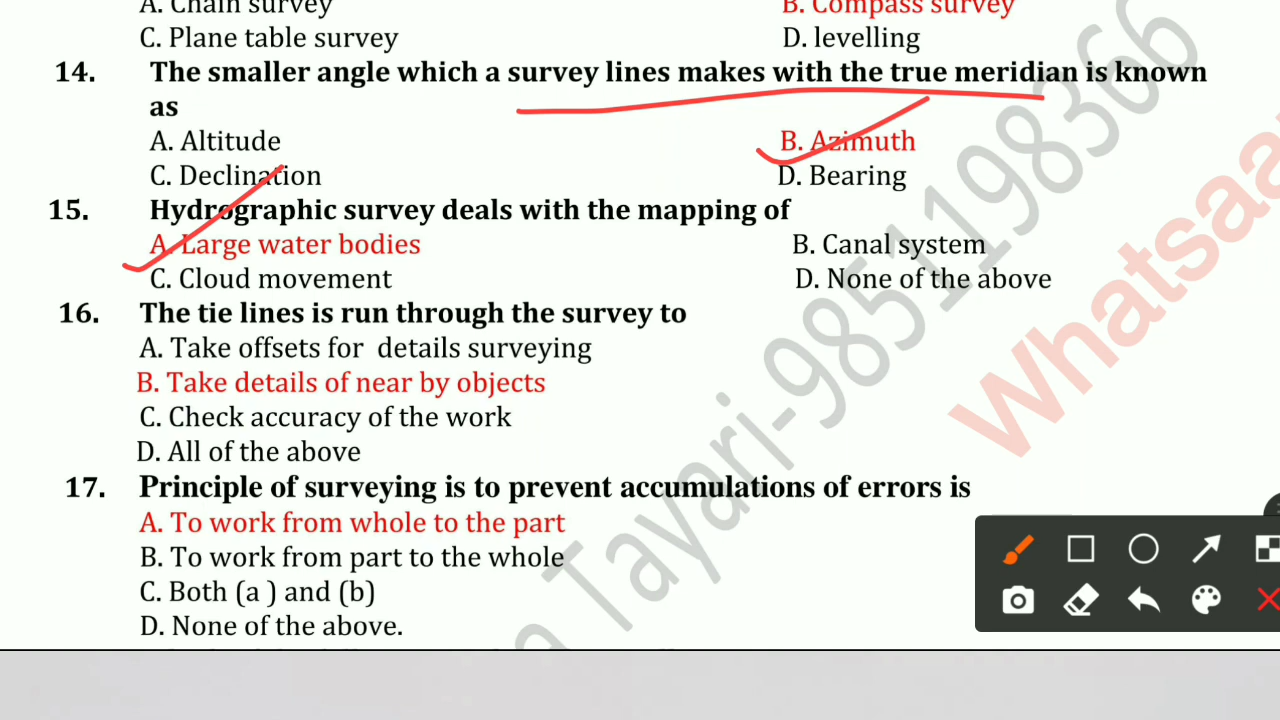 A. Chain survey B. Compass survey
C. Plane table survey D. levelling
14. The smaller angle which a survey lines makes with the true meridian is known
as
A. Altitude B. Azimuth
C. Declination D. Bearing
15. Hydrographic survey deals with the mapping of
A. Large water bodies B. Canal system
C. Cloud movement D. None of the above
16. The tie lines is run through the survey to
A. Take offsets for details surveying
B. Take details of near by objects
C. Check accuracy of the work
D. All of the above
17. Principle of surveying is to prevent accumulations of errors is
A. To work from whole to the part
B. To work from part to the whole
C. Both (a ) and (b)
D. None of the above.
Tayari-9851198366
Whatsaa